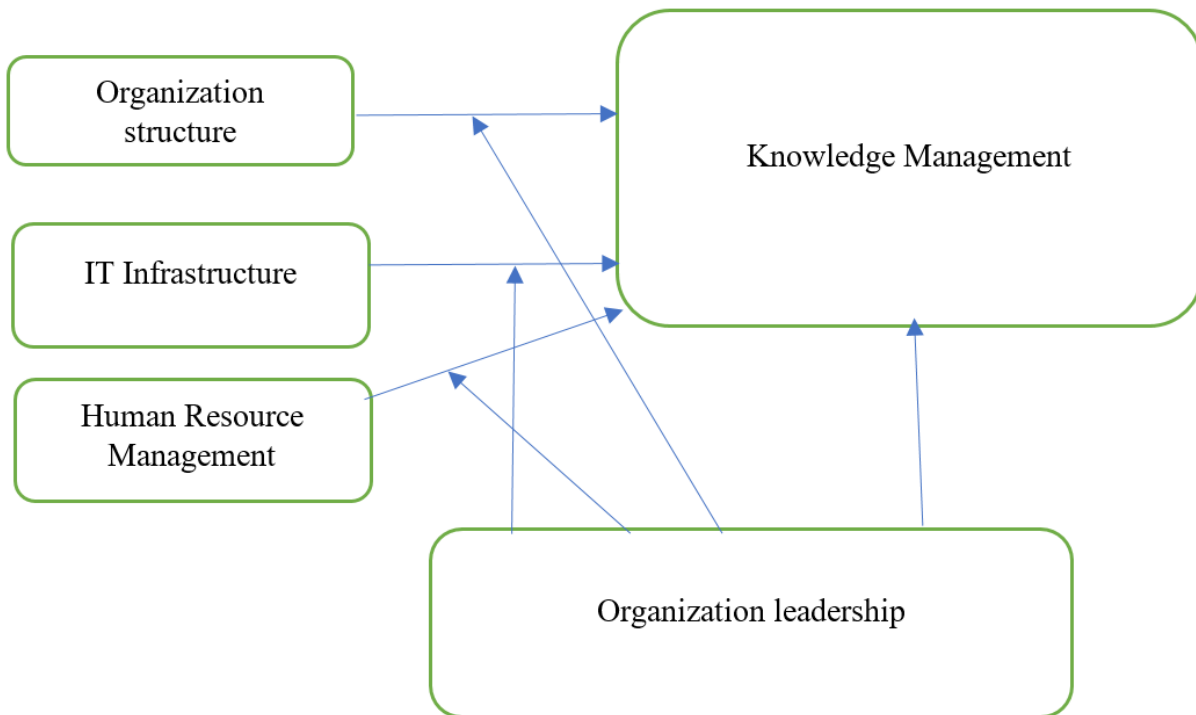 Organization
structure
Knowledge Management
IT Infrastructure
Human Resource
Management
Organization leadership